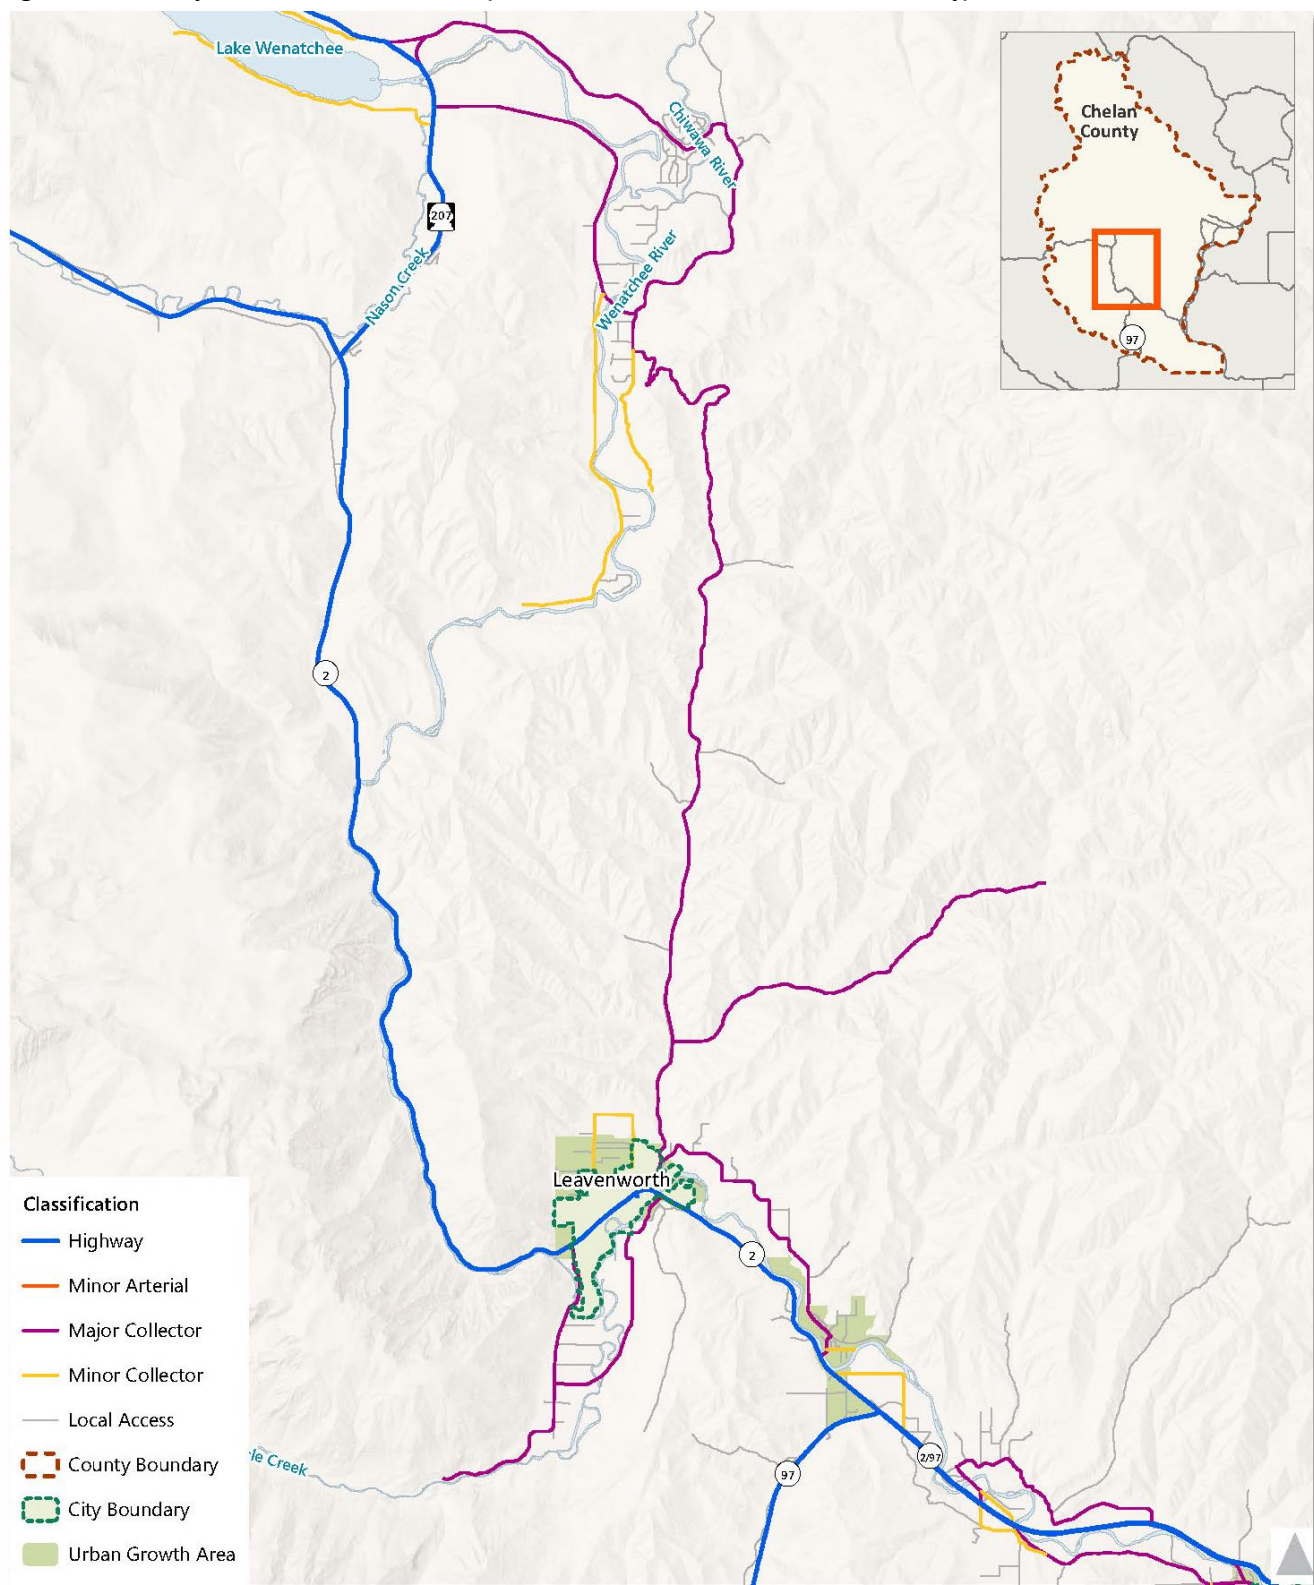 Lake Wenatchee
Chelan
County
Chiwawa River
207
Nason Creek
Wenatchee River
97
2
Leavenworth
2
Classification
Highway
Minor Arterial
Major Collector
Minor Collector
Local Access
County Boundary
City Boundary
Urban Growth Area
Creek
97
2/97